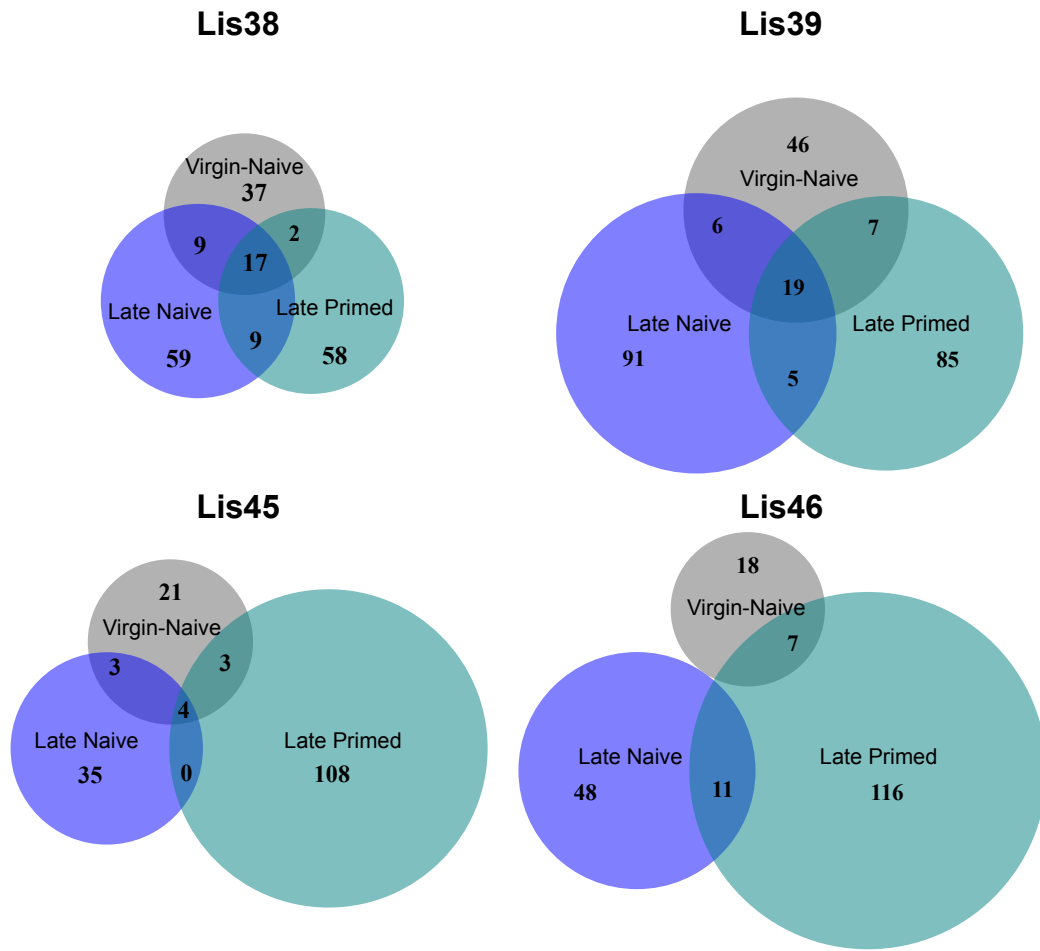 Lis38
Virgin-Naive
37
9
2
17
Late Naive
Late Primed
59
9
58
Lis39
46
Virgin-Naive
6
7
19
Late Naive
Late Primed
91
85
5
Lis45
21
Virgin-Naive
3
3
4
Late Naive
Late Primed
35
0
108
Lis46
18
Virgin-Naive
7
Late Naive
Late Primed
48
11
116